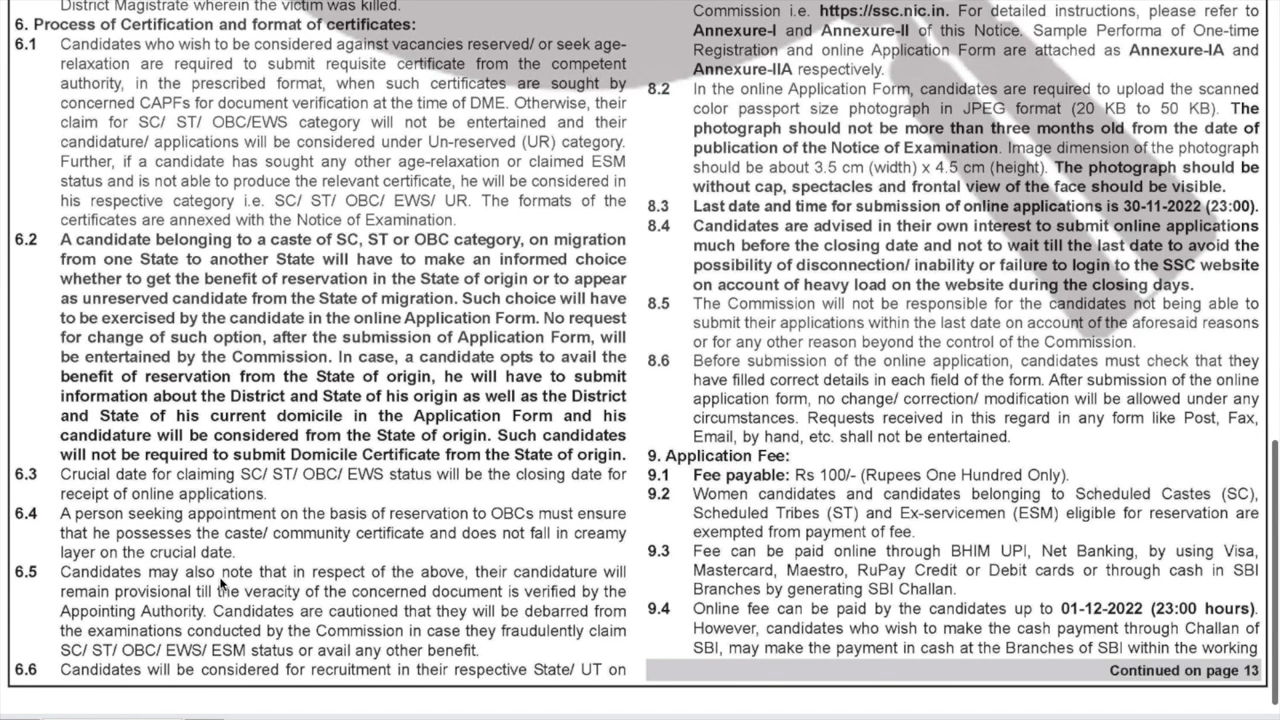 District Magistrate wherein the victim was killed.
6. Process of Certification and format of certificates:
6.1 Candidates who wish to be considered against vacancies reserved/ or seek age-
relaxation are required to submit requisite certificate from the competent
authority, in the prescribed format, when such certificates are sought by
concerned CAPFs for document verification at the time of DME. Otherwise, their
claim for SC/ ST/ OBC/EWS category will not be entertained and their
candidature/ applications will be considered under Un-reserved (UR) category.
Further, if a candidate has sought any other age-relaxation or claimed ESM
status and is not able to produce the relevant certificate, he will be considered in
his respective category i.e. SC/ ST/ OBC/ EWS/ UR. The formats of the
certificates are annexed with the Notice of Examination.
6.2 A candidate belonging to a caste of SC, ST or OBC category, on migration
from one State to another State will have to make an informed choice
whether to get the benefit of reservation in the State of origin or to appear
as unreserved candidate from the State of migration. Such choice will have
to be exercised by the candidate in the online Application Form. No request
for change of such option, after the submission of Application Form, will
be entertained by the Commission. In case, a candidate opts to avail the
benefit of reservation from the State of origin, he will have to submit
information about the District and State of his origin as well as the District
and State of his current domicile in the Application Form and his
candidature will be considered from the State of origin. Such candidates
will not be required to submit Domicile Certificate from the State of origin.
6.3 Crucial date for claiming SC/ ST/ OBC/ EWS status will be the closing date for
receipt of online applications.
6.4 A person seeking appointment on the basis of reservation to OBCs must ensure
that he possesses the caste/ community certificate and does not fall in creamy
layer on the crucial date.
6.5 Candidates may also note that in respect of the above, their candidature will
remain provisional till the veracity of the concerned document is verified by the
Appointing Authority. Candidates are cautioned that they will be debarred from
the examinations conducted by the Commission in case they fraudulently claim
SC/ ST/ OBC/ EWS/ ESM status or avail any other benefit.
6.6 Candidates will be considered for recruitment in their respective State/ UT on
Commission i.e. https://ssc.nic.in. For detailed instructions, please refer to
Annexure-I and Annexure-II of this Notice. Sample Performa of One-time
Registration and online Application Form are attached as Annexure-IA and
Annexure-IIA respectively.
8.2 In the online Application Form, candidates are required to upload the scanned
color passport size photograph in JPEG format (20 KB to 50 KB). The
photograph should not be more than three months old from the date of
publication of the Notice of Examination. Image dimension of the photograph
should be about 3.5 cm (width) x 4.5 cm (height). The photograph should be
without cap, spectacles and frontal view of the face should be visible.
8.3 Last date and time for submission of online applications is 30-11-2022 (23:00).
8.4 Candidates are advised in their own interest to submit online applications
much before the closing date and not to wait till the last date to avoid the
possibility of disconnection/ inability or failure to login to the SSC website
on account of heavy load on the website during the closing days.
8.5 The Commission will not be responsible for the candidates not being able to
submit their applications within the last date on account of the aforesaid reasons
or for any other reason beyond the control of the Commission.
8.6 Before submission of the online application, candidates must check that they
have filled correct details in each field of the form. After submission of the online
application form, no change/ correction/ modification will be allowed under any
circumstances. Requests received in this regard in any form like Post, Fax,
Email, by hand, etc. shall not be entertained.
9. Application Fee:
9.1 Fee payable: Rs 100/- (Rupees One Hundred Only).
9.2 Women candidates and candidates belonging to Scheduled Castes (SC),
Scheduled Tribes (ST) and Ex-servicemen (ESM) eligible for reservation are
exempted from payment of fee.
9.3 Fee can be paid online through BHIM UPI, Net Banking, by using Visa,
Mastercard, Maestro, RuPay Credit or Debit cards or through cash in SBI
Branches by generating SBI Challan.
9.4 Online fee can be paid by the candidates up to 01-12-2022 (23:00 hours).
However, candidates who wish to make the cash payment through Challan of
SBI, may make the payment in cash at the Branches of SBI within the working
Continued on page 13